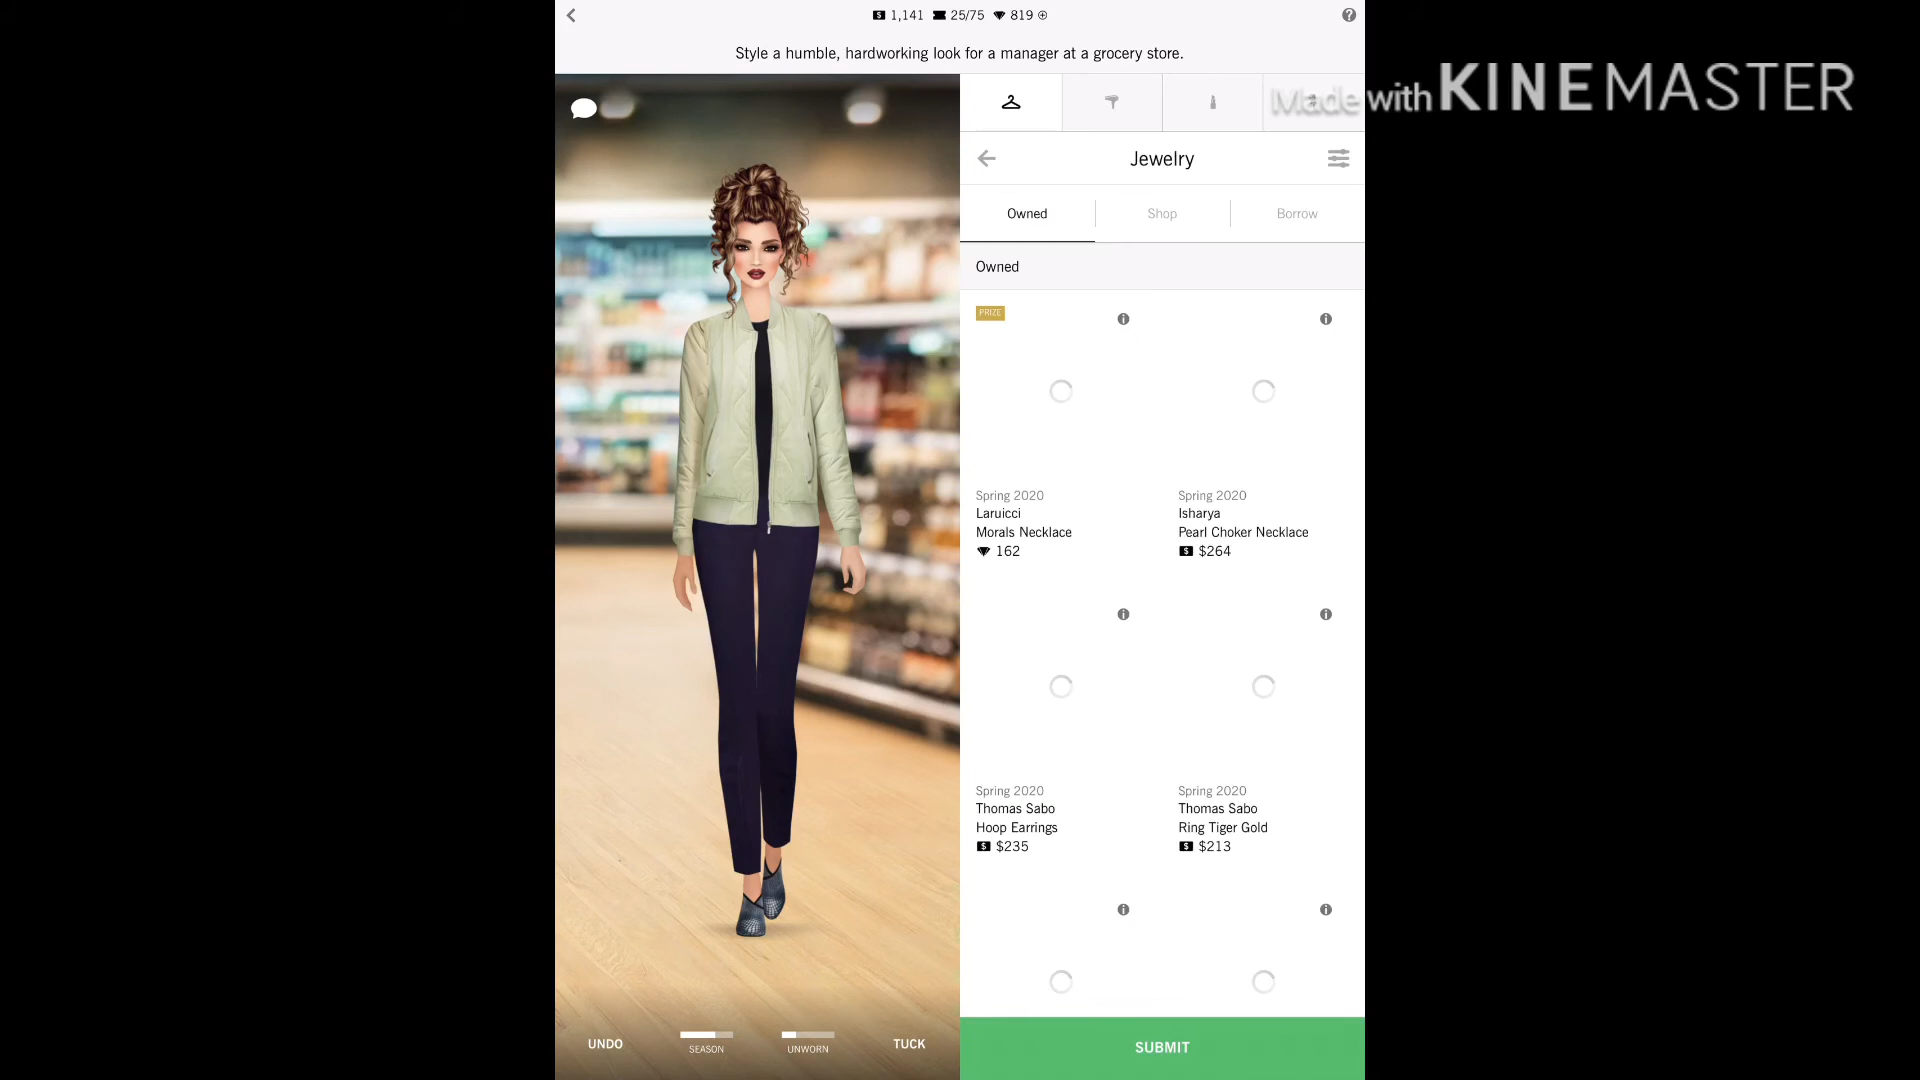 1,141 25/75 819
Style a humble, hardworking look for a manager at a grocery store.
Made with KINEMASTER
Jewelry
Owned Shop Borrow
Owned
PRIZE
Spring 2020
Laruicci
Morals Necklace
162
Spring 2020
Isharya
Pearl Choker Necklace
$264
Spring 2020
Thomas Sabo
Hoop Earrings
$235
Spring 2020
Thomas Sabo
Ring Tiger Gold
$213
UNDO SEASON UNWORN TUCK
SUBMIT